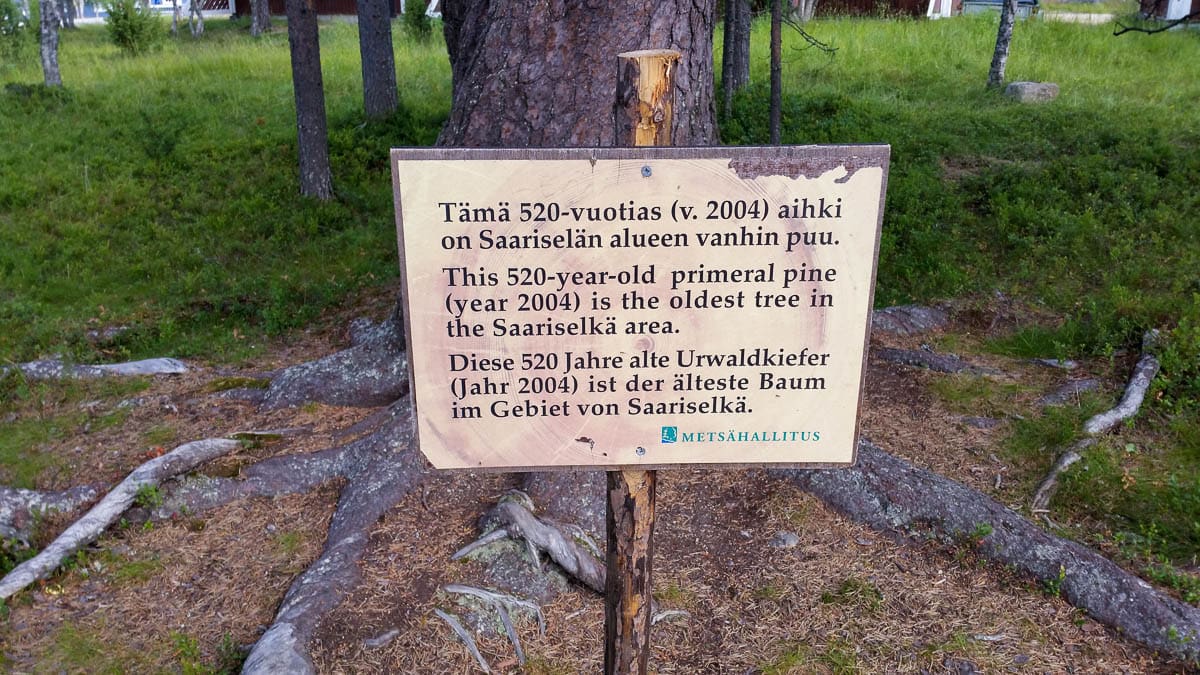 Tämä 520-vuotias (v. 2004) aihki
on Saariselän alueen vanhin puu.
This 520-year-old primeral pine
(year 2004) is the oldest tree in
the Saariselkä area.
Diese 520 Jahre alte Urwaldkiefer
(Jahr 2004) ist der älteste Baum
im Gebiet von Saariselkä.
METSÄHALLITUS